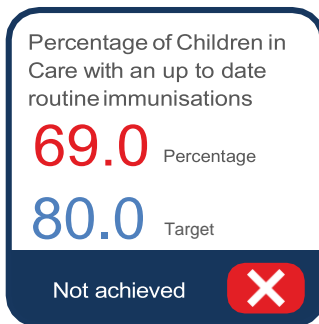 Percentage of Children in
Care with an up to date
routine immunisations
69.0 Percentage
80.0 Target
Not achieved